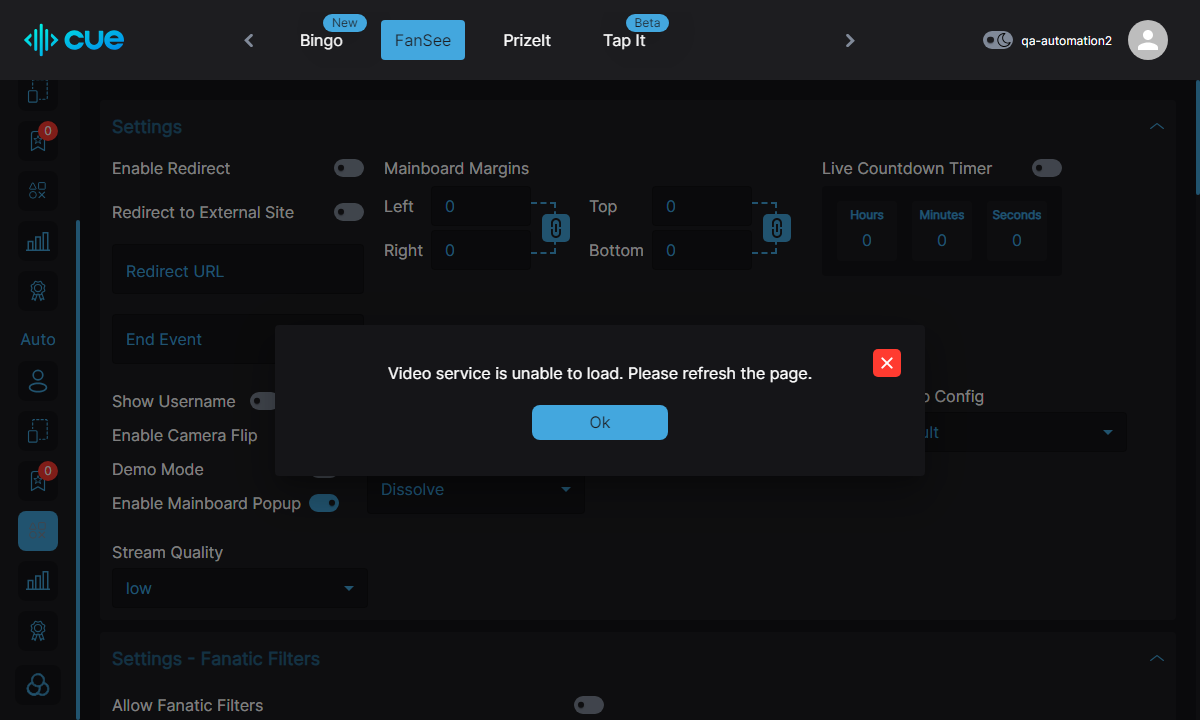 cue
New
Bingo
FanSee
PrizeIt
Beta
Tap It
qa-automation2
0
Auto
0
Settings
Enable Redirect
Redirect to External Site
Redirect URL
End Event
Mainboard Margins
Left 0
Right 0
Top 0
Bottom 0
Live Countdown Timer
Hours Minutes Seconds
0 0 0
Video service is unable to load. Please refresh the page.
Ok
Config
Show Username
Enable Camera Flip
Demo Mode
Enable Mainboard Popup
Dissolve
Stream Quality
low
Settings - Fanatic Filters
Allow Fanatic Filters